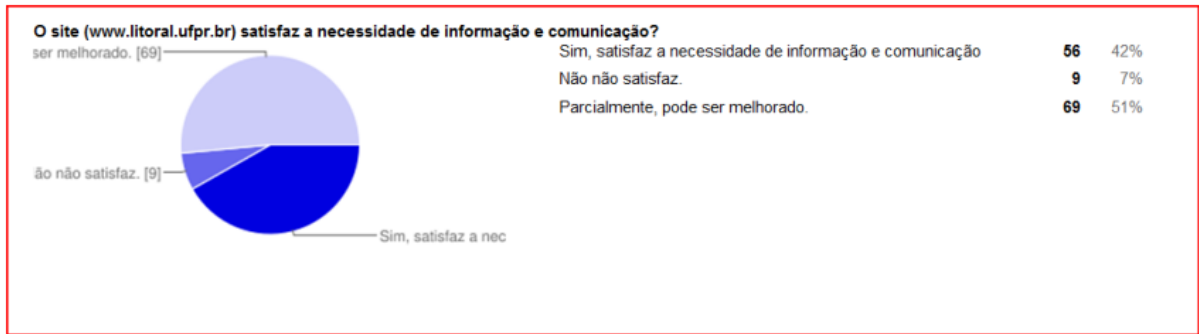 O site (www.litoral.ufpr.br) satisfaz a necessidade de informação e comunicação?
ser melhorado. [69]
ão não satisfaz. [9]
Sim, satisfaz a nec
Sim, satisfaz a necessidade de informação e comunicação 56 42%
Não não satisfaz. 9 7%
Parcialmente, pode ser melhorado. 69 51%